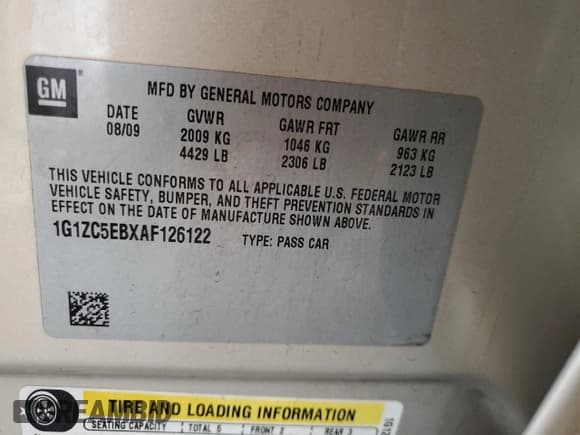 GM
MFD BY GENERAL MOTORS COMPANY
DATE GVWR GAWR FRT GAWR RR
08/09 2009 KG 1046 KG 963 KG
4429 LB 2306 LB 2123 LB
THIS VEHICLE CONFORMS TO ALL APPLICABLE U.S. FEDERAL MOTOR
VEHICLE SAFETY, BUMPER, AND THEFT PREVENTION STANDARDS IN
EFFECT ON THE DATE OF MANUFACTURE SHOWN ABOVE.
1G1ZC5EBXAF126122 TYPE: PASS CAR
TIRE AND LOADING INFORMATION
SEATING CAPACITY TOTAL 5 FRONT 2 REAR 3
1G1Z